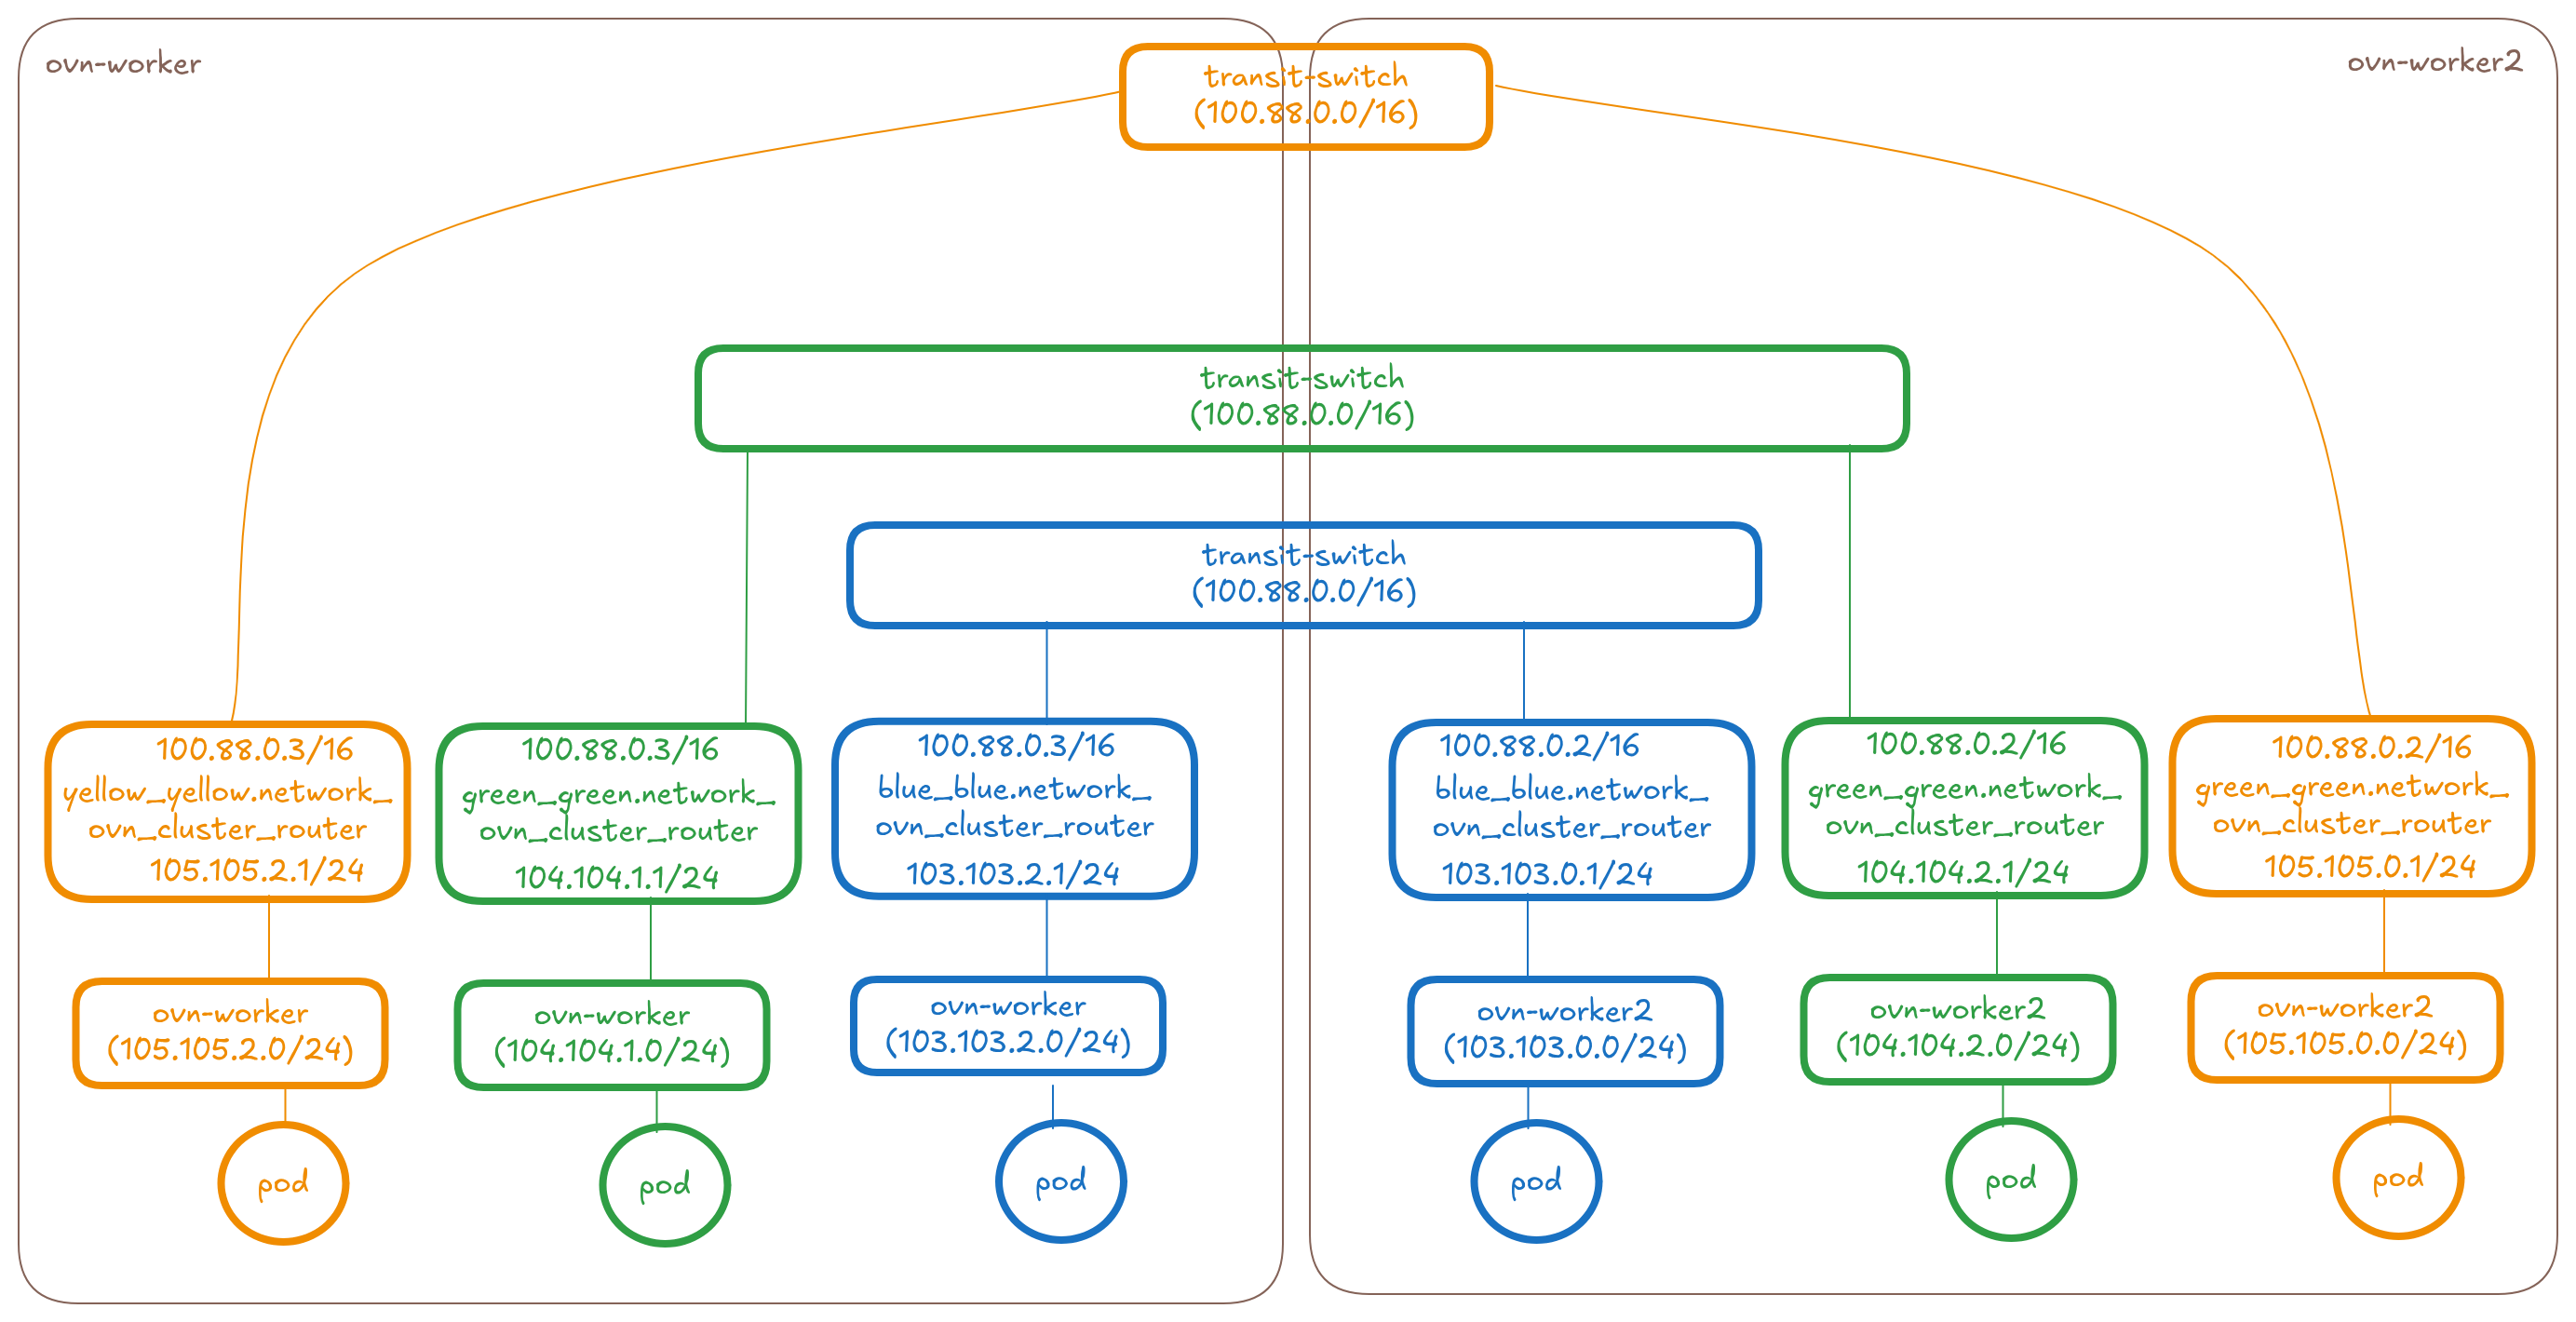 ovn-worker
ovn-worker2
transit-switch
(100.88.0.0/16)
transit-switch
(100.88.0.0/16)
transit-switch
(100.88.0.0/16)
100.88.0.3/16
yellow_yellow.network_
ovn_cluster_router
105.105.2.1/24
100.88.0.3/16
green_green.network_
ovn_cluster_router
104.104.1.1/24
100.88.0.3/16
blue_blue.network_
ovn_cluster_router
103.103.2.1/24
100.88.0.2/16
blue_blue.network_
ovn_cluster_router
103.103.0.1/24
100.88.0.2/16
green_green.network_
ovn_cluster_router
104.104.2.1/24
100.88.0.2/16
green_green.network_
ovn_cluster_router
105.105.0.1/24
ovn-worker
(105.105.2.0/24)
ovn-worker
(104.104.1.0/24)
ovn-worker
(103.103.2.0/24)
ovn-worker2
(103.103.0.0/24)
ovn-worker2
(104.104.2.0/24)
ovn-worker2
(105.105.0.0/24)
pod
pod
pod
pod
pod
pod